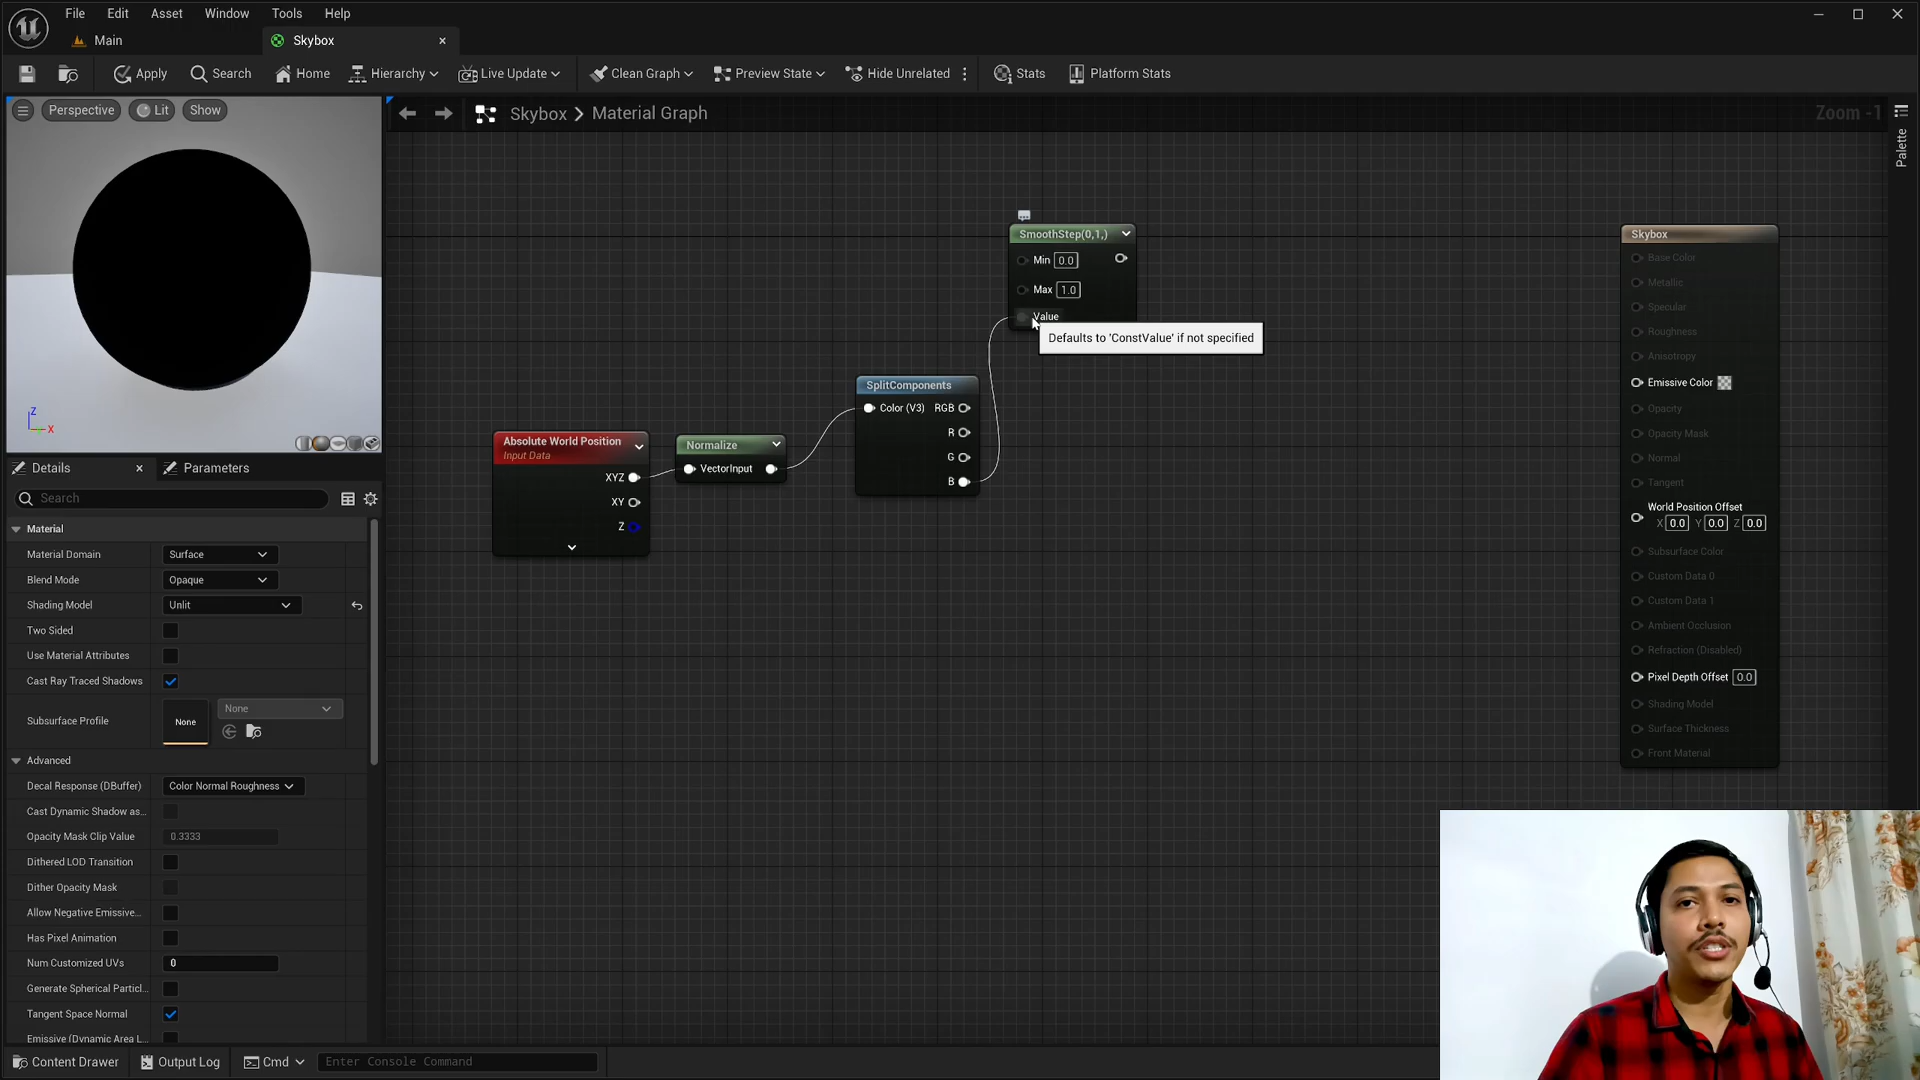 File Edit Asset Window Tools Help
Main
Skybox
Apply Search Home Hierarchy Live Update Clean Graph Preview State Hide Unrelated Stats Platform Stats
Perspective Lit Show
Skybox > Material Graph
Zoom -1
Palette
SmoothStep(0,1,)
Min 0.0
Max 1.0
Value
Defaults to 'ConstValue' if not specified
SplitComponents
Color (V3) RGB
R
G
B
Absolute World Position
Input Data
XYZ
XY
Z
Normalize
VectorInput
Skybox
Base Color
Metallic
Specular
Roughness
Anisotropy
Emissive Color
Opacity
Opacity Mask
Normal
Tangent
World Position Offset
X 0.0 Y 0.0 Z 0.0
Subsurface Color
Custom Data 0
Custom Data 1
Ambient Occlusion
Refraction (Disabled)
Pixel Depth Offset 0.0
Shading Model
Surface Thickness
Front Material
Z
X
Details Parameters
Search
Material
Material Domain Surface
Blend Mode Opaque
Shading Model Unlit
Two Sided
Use Material Attributes
Cast Ray Traced Shadows
Subsurface Profile None None
Advanced
Decal Response (DBuffer) Color Normal Roughness
Cast Dynamic Shadow as...
Opacity Mask Clip Value 0.3333
Dithered LOD Transition
Dither Opacity Mask
Allow Negative Emissive...
Has Pixel Animation
Num Customized UVs 0
Generate Spherical Particl...
Tangent Space Normal
Emissive (Dynamic Area L...
Content Drawer Output Log Cmd Enter Console Command